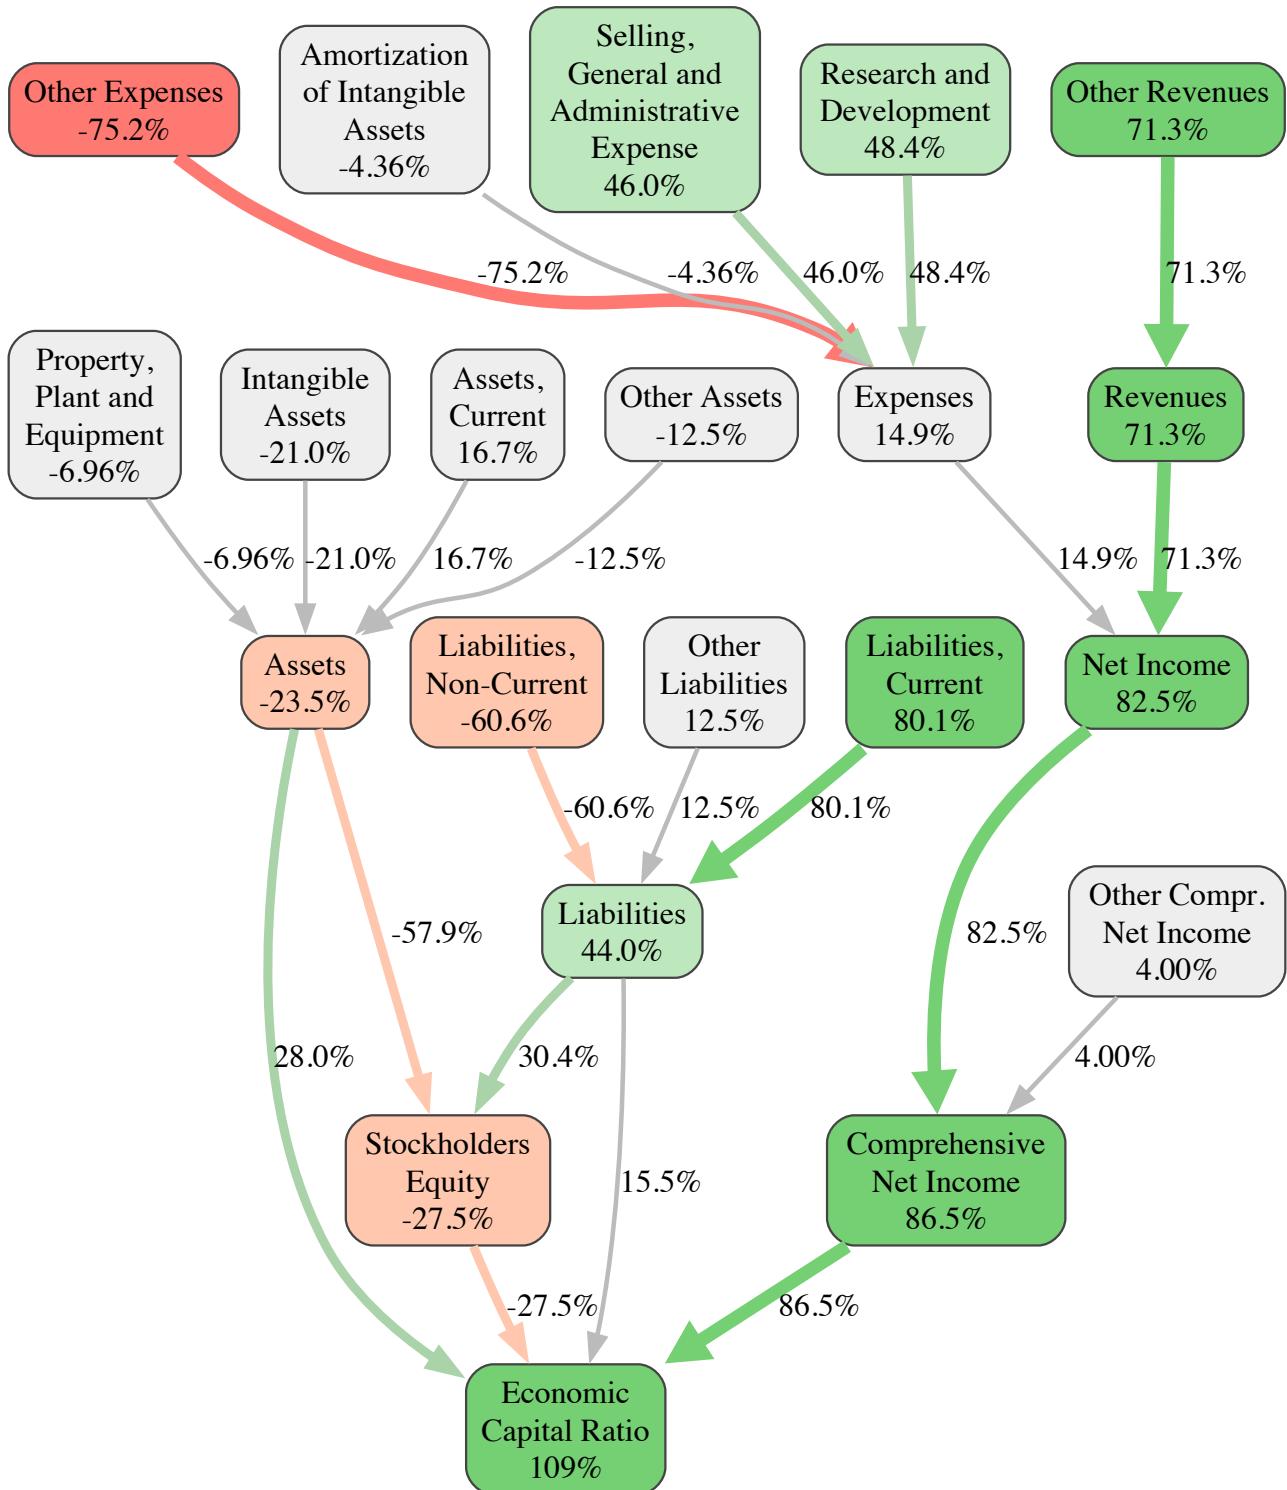 Other Expenses
-75.2%
Amortization
of Intangible
Assets
-4.36%
Selling,
General and
Administrative
Expense
46.0%
Research and
Development
48.4%
Other Revenues
71.3%
-75.2%
-4.36%
46.0%
48.4%
71.3%
Property,
Plant and
Equipment
-6.96%
Intangible
Assets
-21.0%
Assets,
Current
16.7%
Other Assets
-12.5%
Expenses
14.9%
Revenues
71.3%
-6.96%
-21.0%
16.7%
-12.5%
14.9%
71.3%
Assets
-23.5%
Liabilities,
Non-Current
-60.6%
Other
Liabilities
12.5%
Liabilities,
Current
80.1%
Net Income
82.5%
-60.6%
12.5%
80.1%
Liabilities
44.0%
-57.9%
82.5%
Other Compr.
Net Income
4.00%
28.0%
30.4%
4.00%
Stockholders
Equity
-27.5%
15.5%
Comprehensive
Net Income
86.5%
-27.5%
86.5%
Economic
Capital Ratio
109%